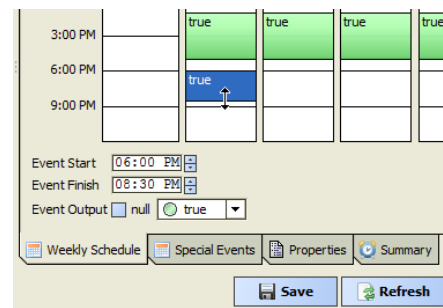 true true true true
3:00 PM
6:00 PM
true
9:00 PM
Event Start 06:00 PM
Event Finish 08:30 PM
Event Output null true
Weekly Schedule Special Events Properties Summary
Save Refresh